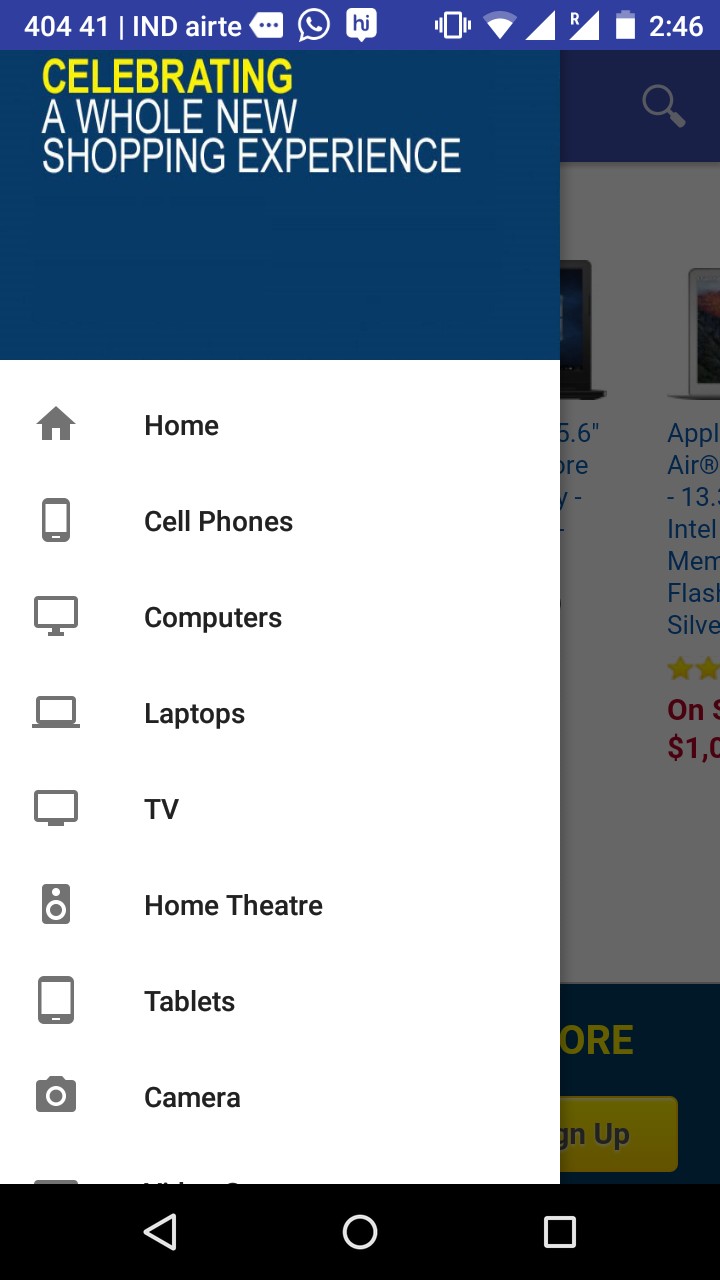 404 41 | IND airte
hi
R
2:46
CELEBRATING
A WHOLE NEW
SHOPPING EXPERIENCE
Home
Cell Phones
Computers
Laptops
TV
Home Theatre
Tablets
Camera
5.6"
ore
y -
-
Appl
Air®
- 13.3
Intel
Mem
Flash
Silve
On S
$1,0
ORE
gn Up